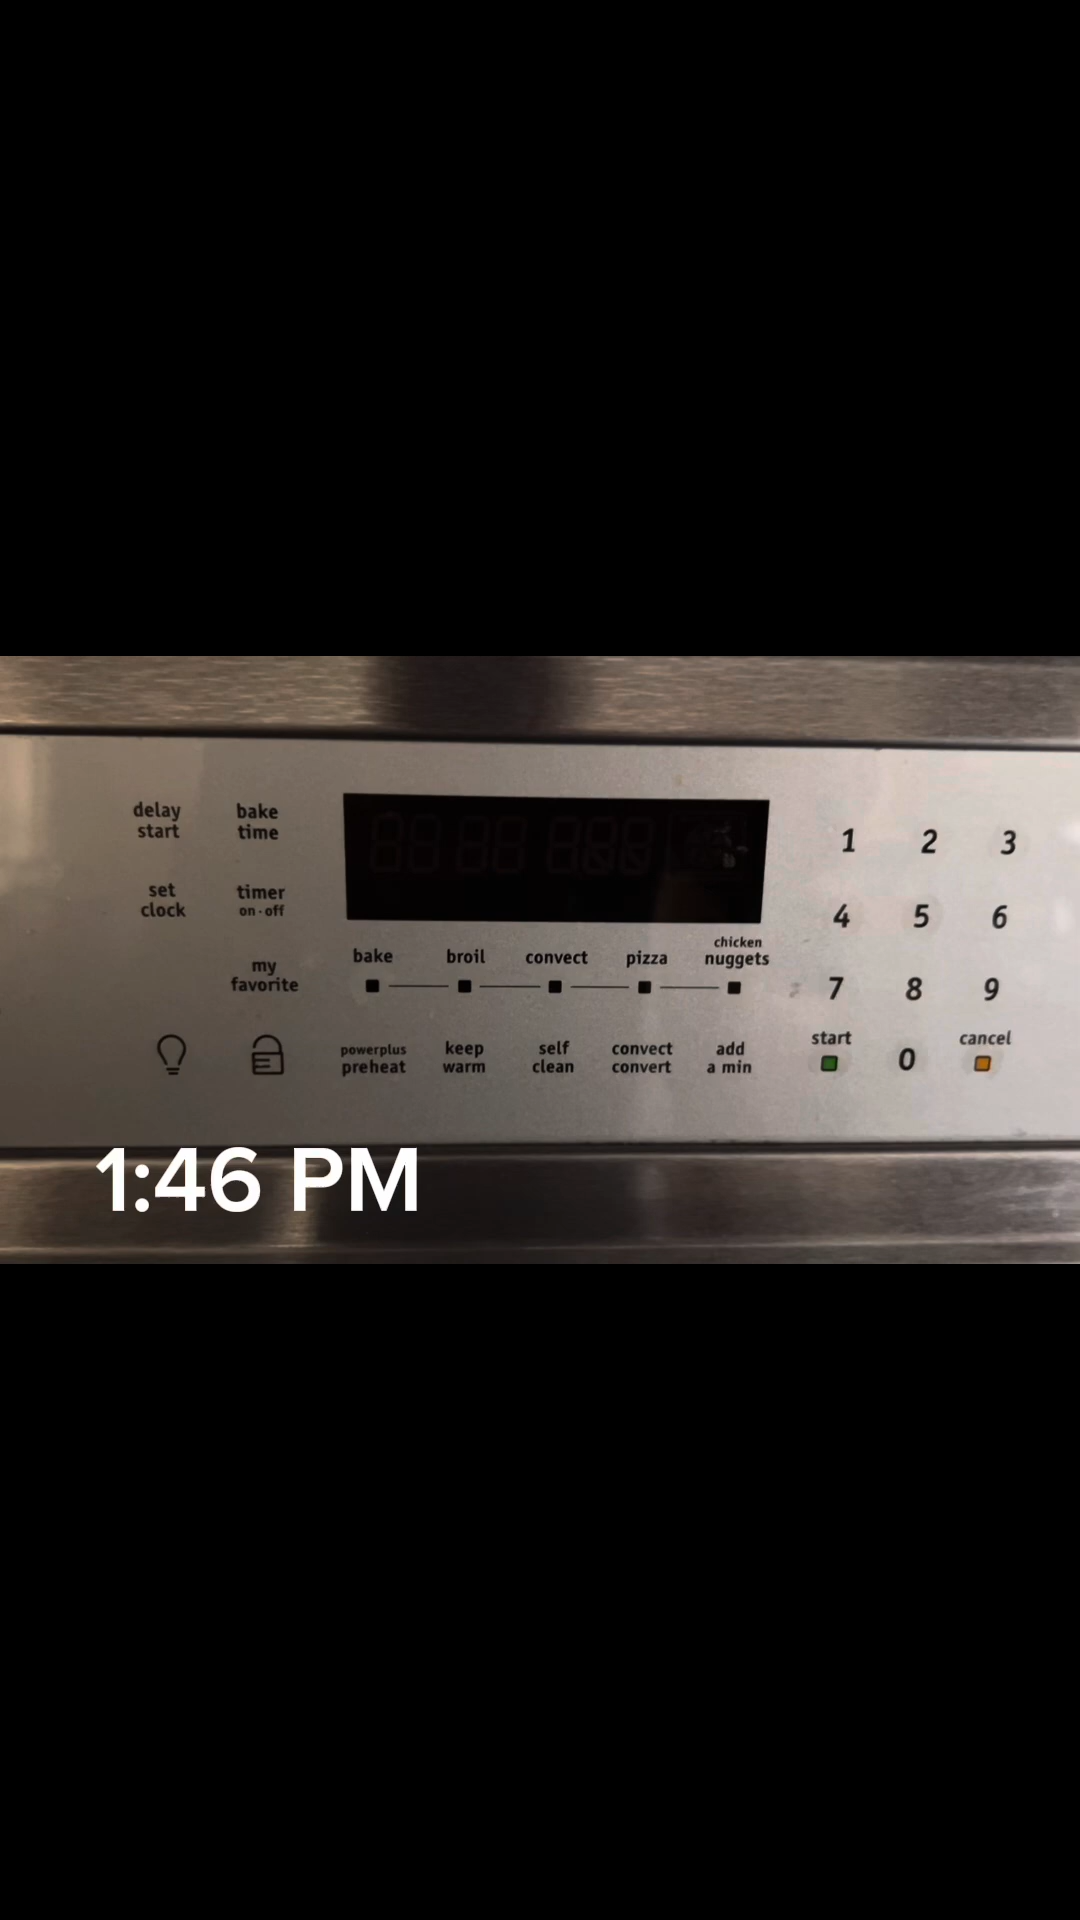 delay
start
bake
time
set
clock
timer
on·off
my
favorite
bake
broil
convect
pizza
chicken
nuggets
powerplus
preheat
keep
warm
self
clean
convect
convert
add
a min
1 2 3
4 5 6
7 8 9
start
0
cancel
1:46 PM